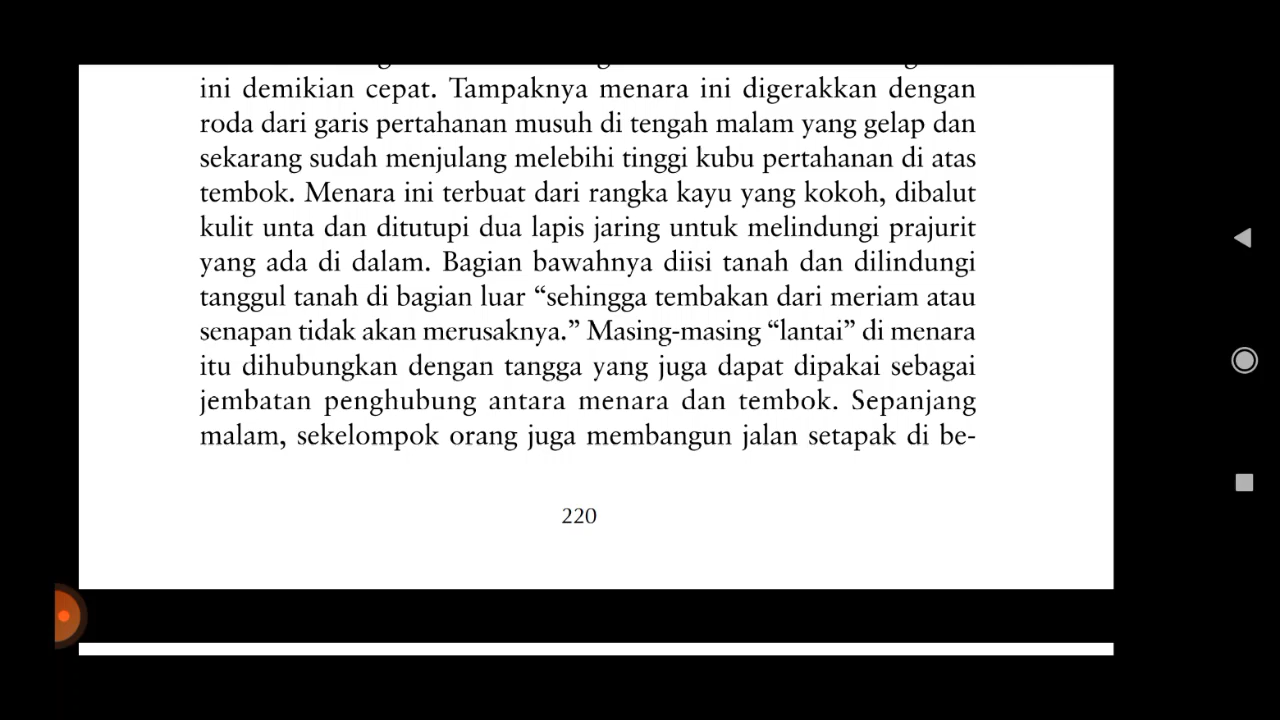 ini demikian cepat. Tampaknya menara ini digerakkan dengan
roda dari garis pertahanan musuh di tengah malam yang gelap dan
sekarang sudah menjulang melebihi tinggi kubu pertahanan di atas
tembok. Menara ini terbuat dari rangka kayu yang kokoh, dibalut
kulit unta dan ditutupi dua lapis jaring untuk melindungi prajurit
yang ada di dalam. Bagian bawahnya diisi tanah dan dilindungi
tanggul tanah di bagian luar “sehingga tembakan dari meriam atau
senapan tidak akan merusaknya.” Masing-masing “lantai” di menara
itu dihubungkan dengan tangga yang juga dapat dipakai sebagai
jembatan penghubung antara menara dan tembok. Sepanjang
malam, sekelompok orang juga membangun jalan setapak di be-
220